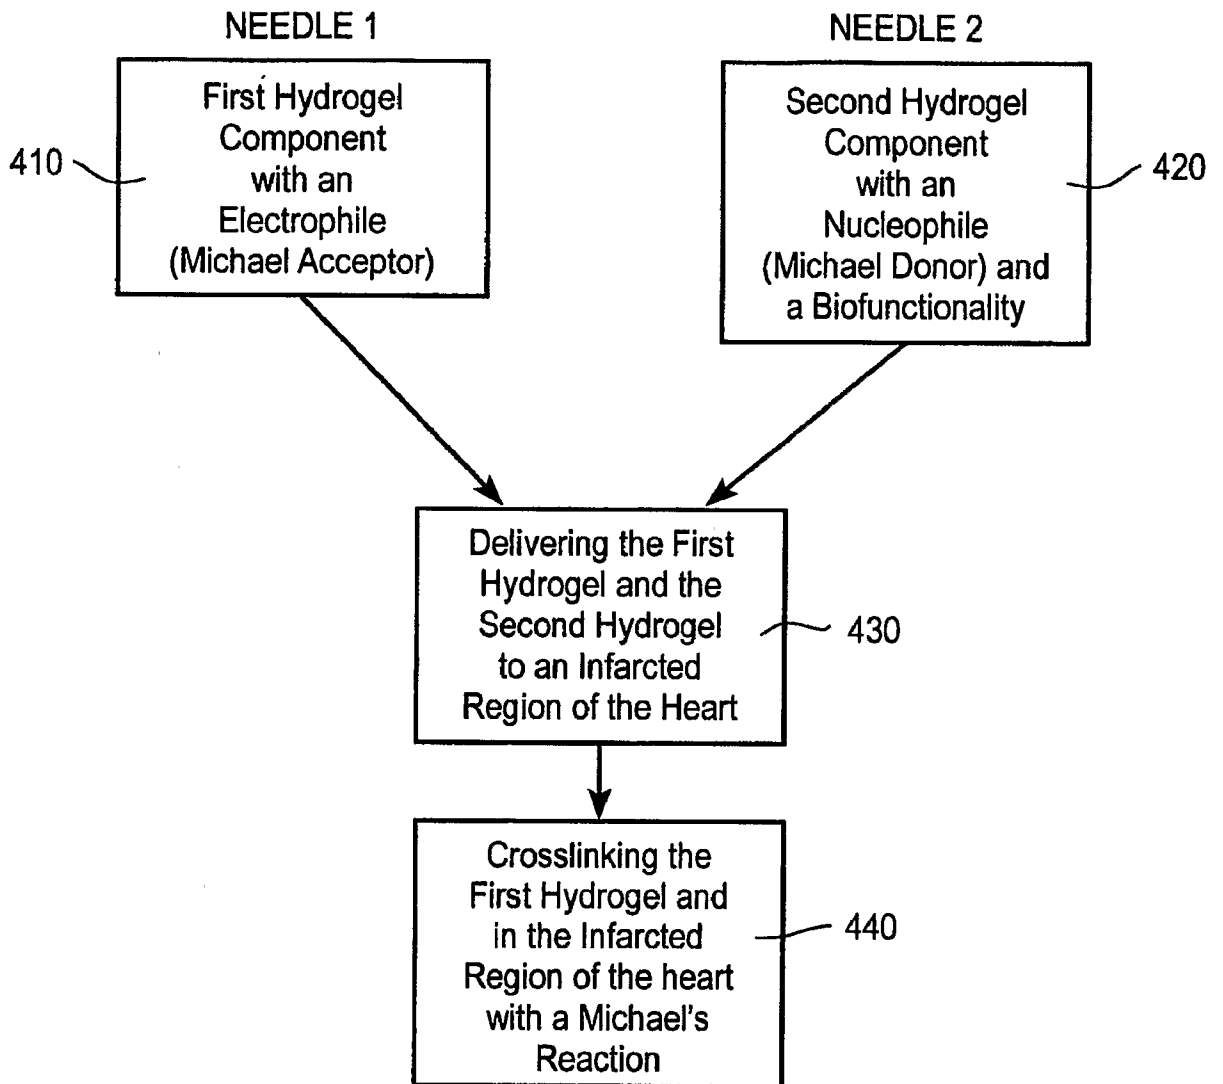 NEEDLE 1
First Hydrogel
Component
with an
Electrophile
(Michael Acceptor)
410
NEEDLE 2
Second Hydrogel
Component
with an
Nucleophile
(Michael Donor) and
a Biofunctionality
420
Delivering the First
Hydrogel and the
Second Hydrogel
to an Infarcted
Region of the Heart
430
Crosslinking the
First Hydrogel and
in the Infarcted
Region of the heart
with a Michael's
Reaction
440